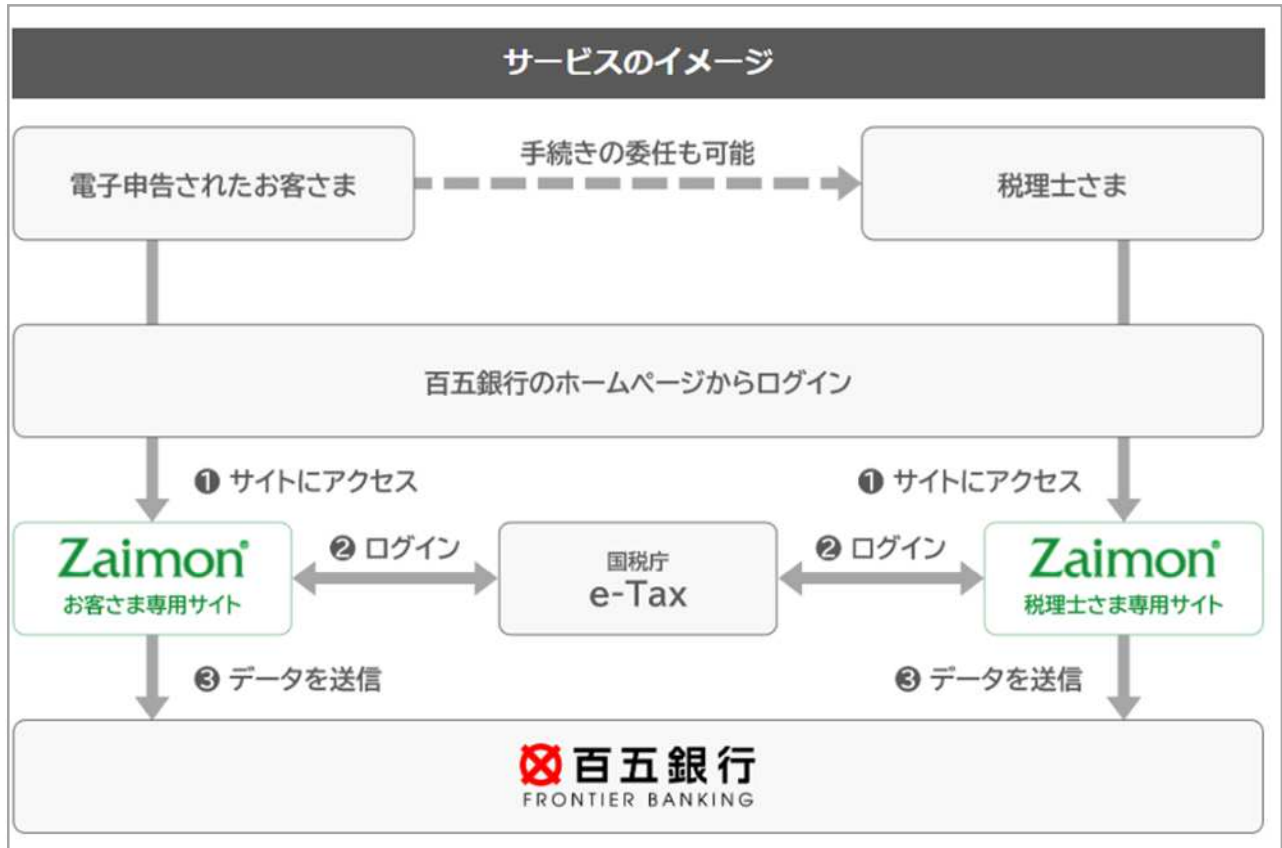 サービスのイメージ
電子申告されたお客さま
手続きの委任も可能
税理士さま
百五銀行のホームページからログイン
❶ サイトにアクセス
❶ サイトにアクセス
Zaimon®
お客さま専用サイト
❷ ログイン
国税庁
e-Tax
❷ ログイン
Zaimon®
税理士さま専用サイト
❸ データを送信
❸ データを送信
百五銀行
FRONTIER BANKING